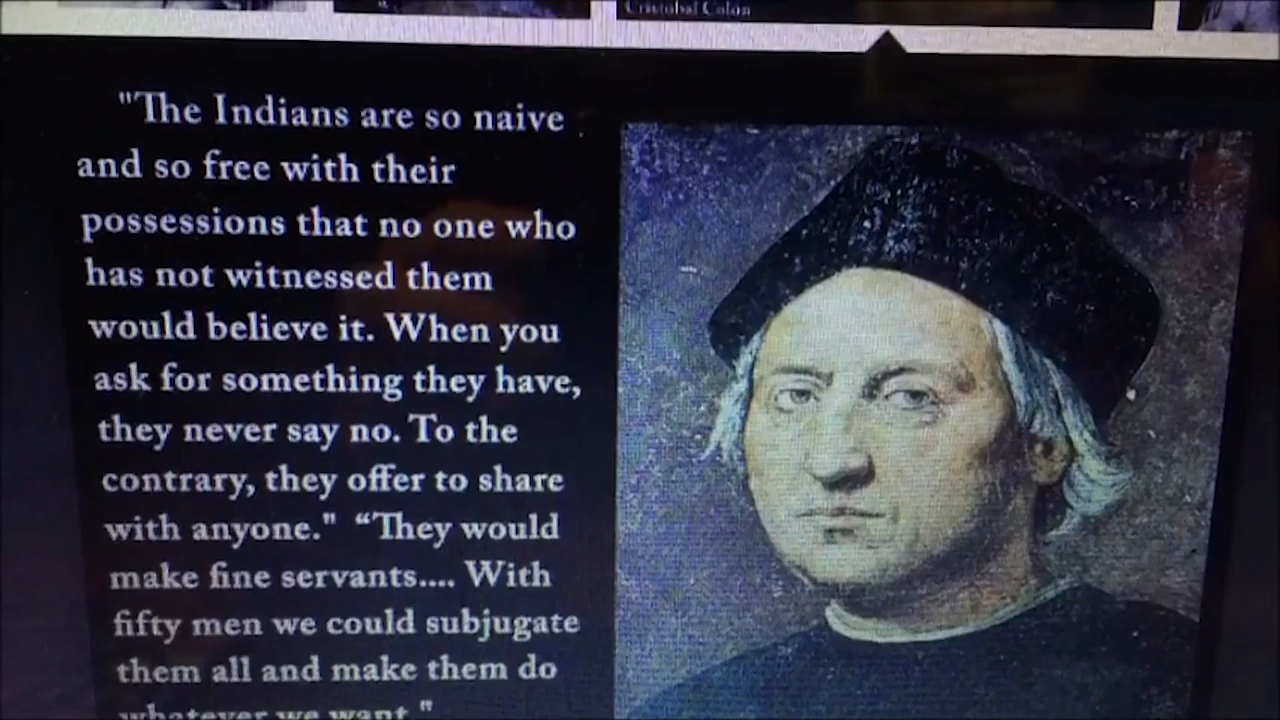 Cristobal Colon
"The Indians are so naive
and so free with their
possessions that no one who
has not witnessed them
would believe it. When you
ask for something they have,
they never say no. To the
contrary, they offer to share
with anyone." “They would
make fine servants.... With
fifty men we could subjugate
them all and make them do
whatever we want."